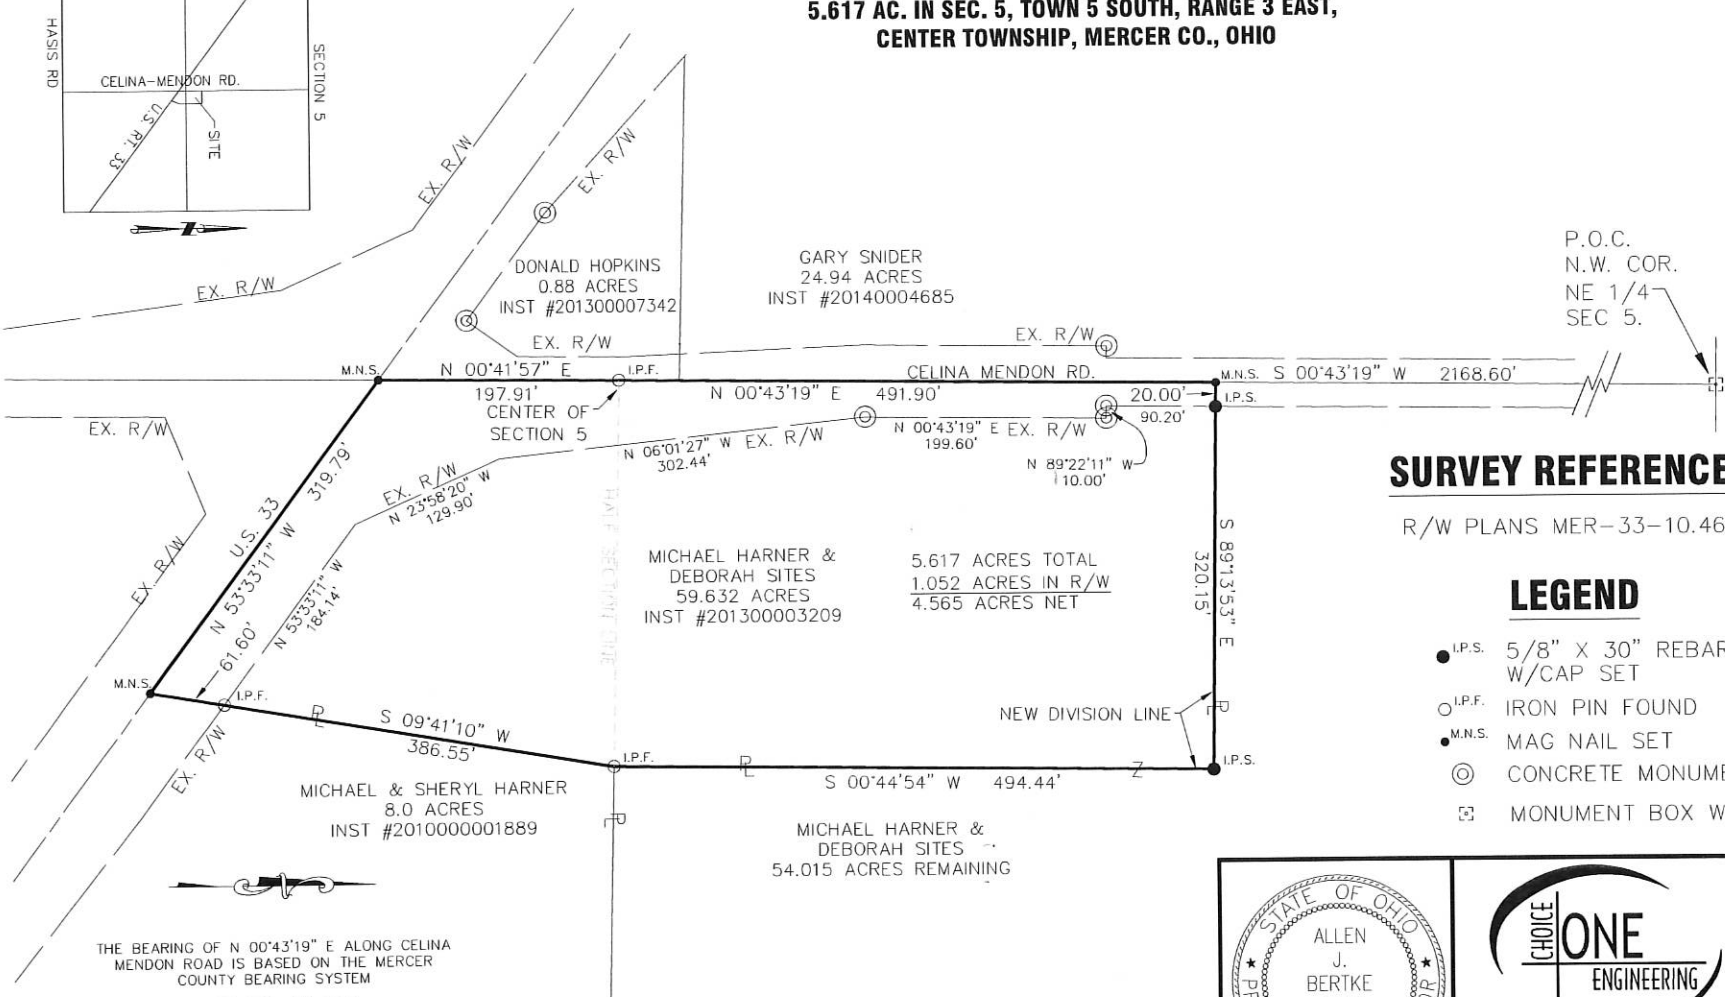 5.617 AC. IN SEC. 5, TOWN 5 SOUTH, RANGE 3 EAST,
CENTER TOWNSHIP, MERCER CO., OHIO
HASIS RD
SECTION 5
CELINA-MENDON RD.
U.S. RT. 33
SITE
EX. R/W
EX. R/W
EX. R/W
DONALD HOPKINS
0.88 ACRES
INST #201300007342
GARY SNIDER
24.94 ACRES
INST #20140004685
P.O.C.
N.W. COR.
NE 1/4
SEC 5.
EX. R/W
EX. R/W
M.N.S.
N 00°41'57" E
197.91'
I.P.F.
CENTER OF
SECTION 5
N 00°43'19" E 491.90'
CELINA MENDON RD.
M.N.S.
S 00°43'19" W 2168.60'
20.00'
I.P.S.
90.20'
EX. R/W
N 06°01'27" W EX. R/W
302.44'
N 00°43'19" E EX. R/W
199.60'
N 89°22'11" W
10.00'
EX. R/W
N 23°58'20" W
129.90'
U.S. 33
N 53°33'11" W 319.79'
N 53°33'11" W
184.14'
EX. R/W
61.60'
HALF SECTION LINE
MICHAEL HARNER &
DEBORAH SITES
59.632 ACRES
INST #201300003209
5.617 ACRES TOTAL
1.052 ACRES IN R/W
4.565 ACRES NET
S 89°13'53" E
320.15'
NEW DIVISION LINE
M.N.S.
I.P.F.
PL
S 09°41'10" W
386.55'
I.P.F.
PL
S 00°44'54" W 494.44'
PL
I.P.S.
PL
EX. R/W
MICHAEL & SHERYL HARNER
8.0 ACRES
INST #2010000001889
MICHAEL HARNER &
DEBORAH SITES
54.015 ACRES REMAINING
THE BEARING OF N 00°43'19" E ALONG CELINA
MENDON ROAD IS BASED ON THE MERCER
COUNTY BEARING SYSTEM
SURVEY REFERENCE
R/W PLANS MER-33-10.46
LEGEND
I.P.S. 5/8" X 30" REBAR
W/CAP SET
I.P.F. IRON PIN FOUND
M.N.S. MAG NAIL SET
CONCRETE MONUME
MONUMENT BOX W
STATE OF OHIO
ALLEN
J.
BERTKE
CHOICE
ONE
ENGINEERING